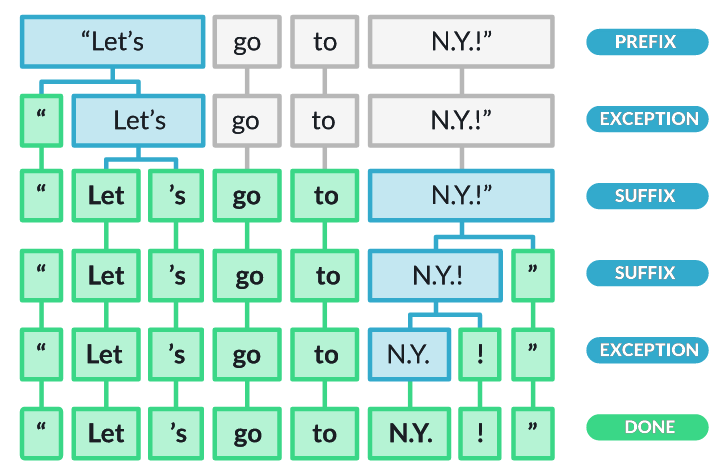 “Let’s go to N.Y.!” PREFIX
“ Let’s go to N.Y.!” EXCEPTION
“ Let ’s go to N.Y.!” SUFFIX
“ Let ’s go to N.Y.! ” SUFFIX
“ Let ’s go to N.Y. ! ” EXCEPTION
“ Let ’s go to N.Y. ! ” DONE